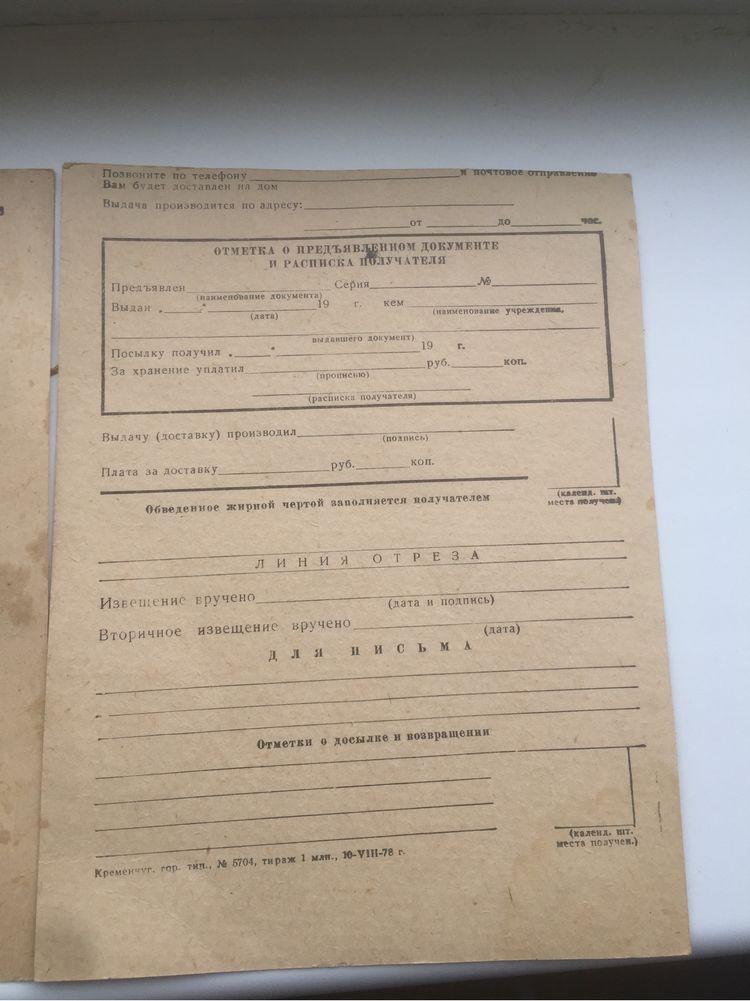 Позвоните по телефону и почтовое отправление
Вам будет доставлен на дом
Выдача производится по адресу:
от до час.
ОТМЕТКА О ПРЕДЪЯВЛЕННОМ ДОКУМЕНТЕ
И РАСПИСКА ПОЛУЧАТЕЛЯ
Предъявлен Серия №
(наименование документа)
Выдан 19 г. кем
(дата) (наименование учреждения,
выдавшего документ)
Посылку получил 19 г.
За хранение уплатил руб. коп.
(прописью)
(расписка получателя)
Выдачу (доставку) производил
(подпись)
Плата за доставку руб. коп.
(календ. шт.
места получен.)
Обведенное жирной чертой заполняется получателем
ЛИНИЯ ОТРЕЗА
Извещение вручено
(дата и подпись)
Вторичное извещение вручено
(дата)
ДЛЯ ПИСЬМА
Отметки о досылке и возвращении
(календ. шт.
места получен.)
Кременчуг. гор. тип., № 5704, тираж 1 млн., 10-VIII-78 г.